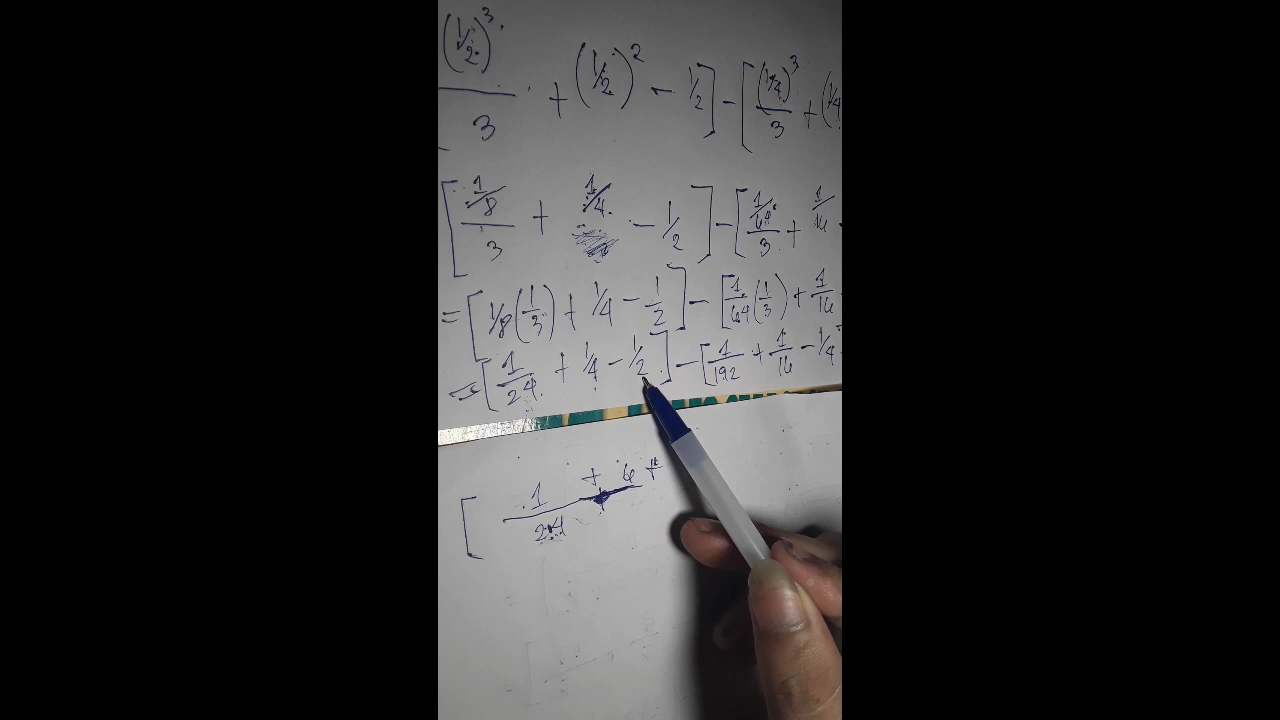 (1/2)³/3 + (1/2)² - 1/2] - [(1/4)³/3 + (1/4
[1/8/3 + 1/4 - 1/2] - [1/64/3 + 1/16 -
= [1/8(1/3) + 1/4 - 1/2] - [1/64(1/3) + 1/16
= [1/24 + 1/4 - 1/2] - [1/192 + 1/16 - 1/4
[ 1 + 6 + / 24